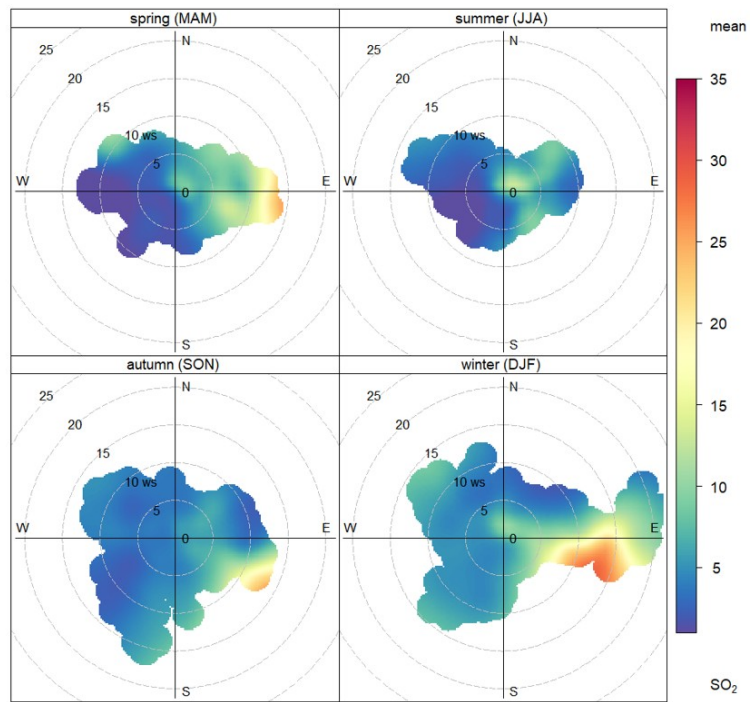 spring (MAM)
25
20
15
10 ws
5
0
N
W
E
S
summer (JJA)
25
20
15
10 ws
5
0
N
W
E
S
autumn (SON)
25
20
15
10 ws
5
0
N
W
E
S
winter (DJF)
25
20
15
10 ws
5
0
N
W
E
S
mean
35
30
25
20
15
10
5
SO₂